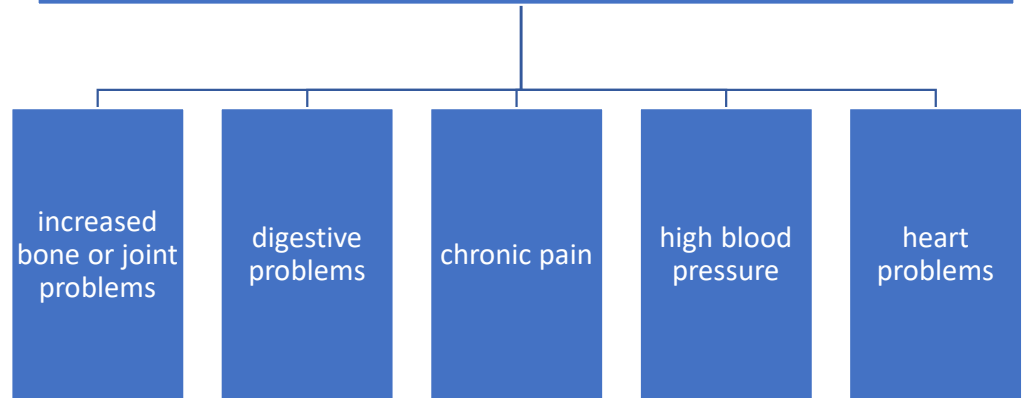 increased
bone or joint
problems
digestive
problems
chronic pain
high blood
pressure
heart
problems